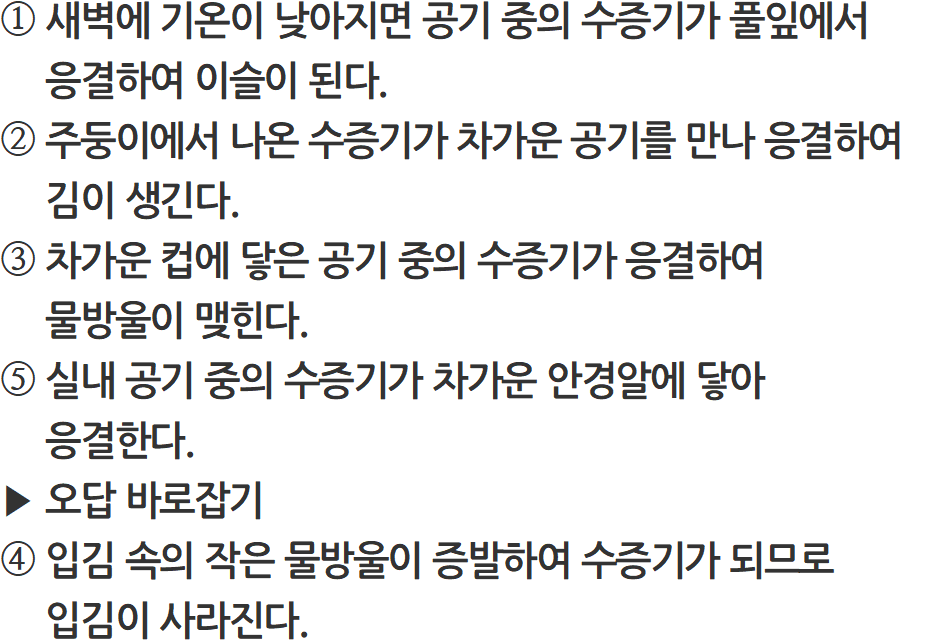 ① 새벽에 기온이 낮아지면 공기 중의 수증기가 풀잎에서
응결하여 이슬이 된다.
② 주둥이에서 나온 수증기가 차가운 공기를 만나 응결하여
김이 생긴다.
③ 차가운 컵에 닿은 공기 중의 수증기가 응결하여
물방울이 맺힌다.
⑤ 실내 공기 중의 수증기가 차가운 안경알에 닿아
응결한다.
▶ 오답 바로잡기
④ 입김 속의 작은 물방울이 증발하여 수증기가 되므로
입김이 사라진다.